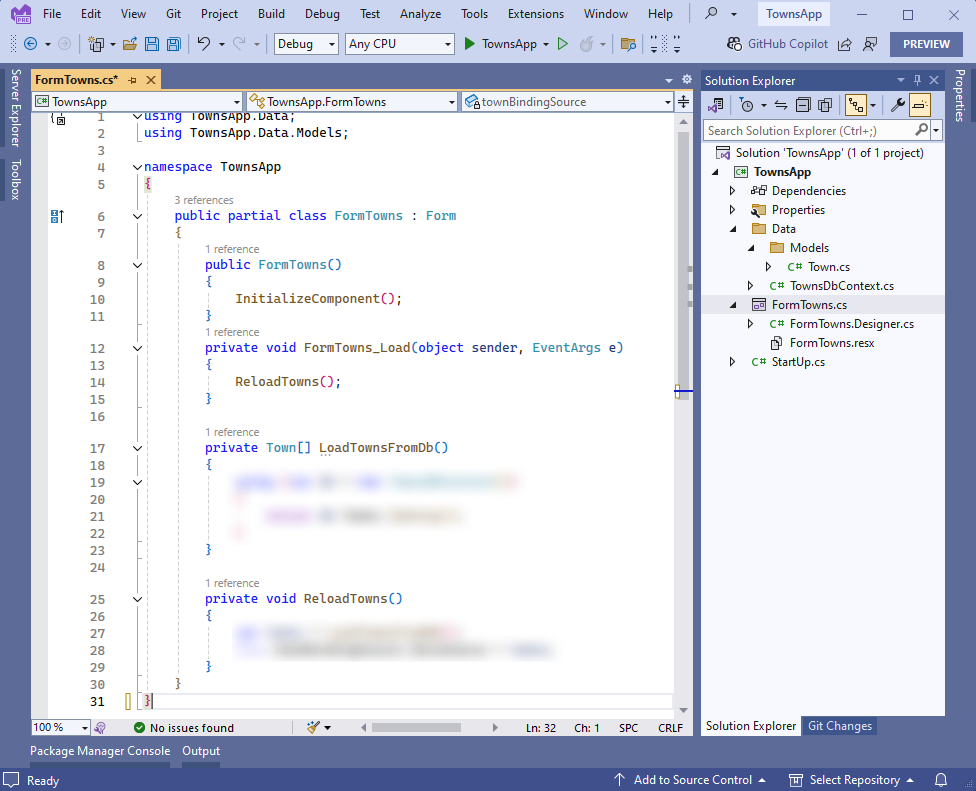 File Edit View Git Project Build Debug Test Analyze Tools Extensions Window Help TownsApp
Debug Any CPU TownsApp GitHub Copilot PREVIEW
Server Explorer
Toolbox
FormTowns.cs*
TownsApp TownsApp.FormTowns townBindingSource
1 using TownsApp.Data;
2 using TownsApp.Data.Models;
3
4 namespace TownsApp
5 {
3 references
6 public partial class FormTowns : Form
7 {
1 reference
8 public FormTowns()
9 {
10 InitializeComponent();
11 }
1 reference
12 private void FormTowns_Load(object sender, EventArgs e)
13 {
14 ReloadTowns();
15 }
16
1 reference
17 private Town[] LoadTownsFromDb()
18 {
19
20
21
22
23 }
24
1 reference
25 private void ReloadTowns()
26 {
27
28
29 }
30 }
31 }
100 % No issues found Ln: 32 Ch: 1 SPC CRLF
Package Manager Console Output
Solution Explorer
Search Solution Explorer (Ctrl+;)
Solution 'TownsApp' (1 of 1 project)
C# TownsApp
Dependencies
Properties
Data
Models
C# Town.cs
C# TownsDbContext.cs
FormTowns.cs
C# FormTowns.Designer.cs
FormTowns.resx
C# StartUp.cs
Solution Explorer Git Changes
Properties
Ready Add to Source Control Select Repository